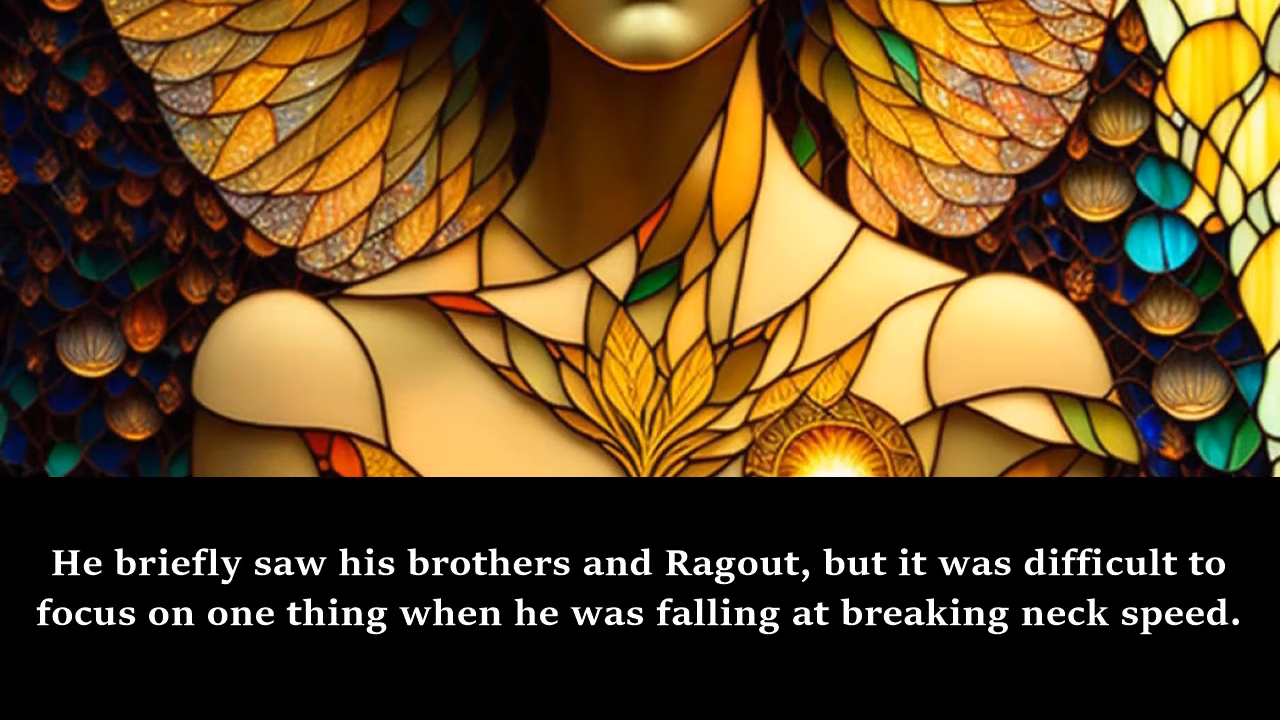 He briefly saw his brothers and Ragout, but it was difficult to
focus on one thing when he was falling at breaking neck speed.